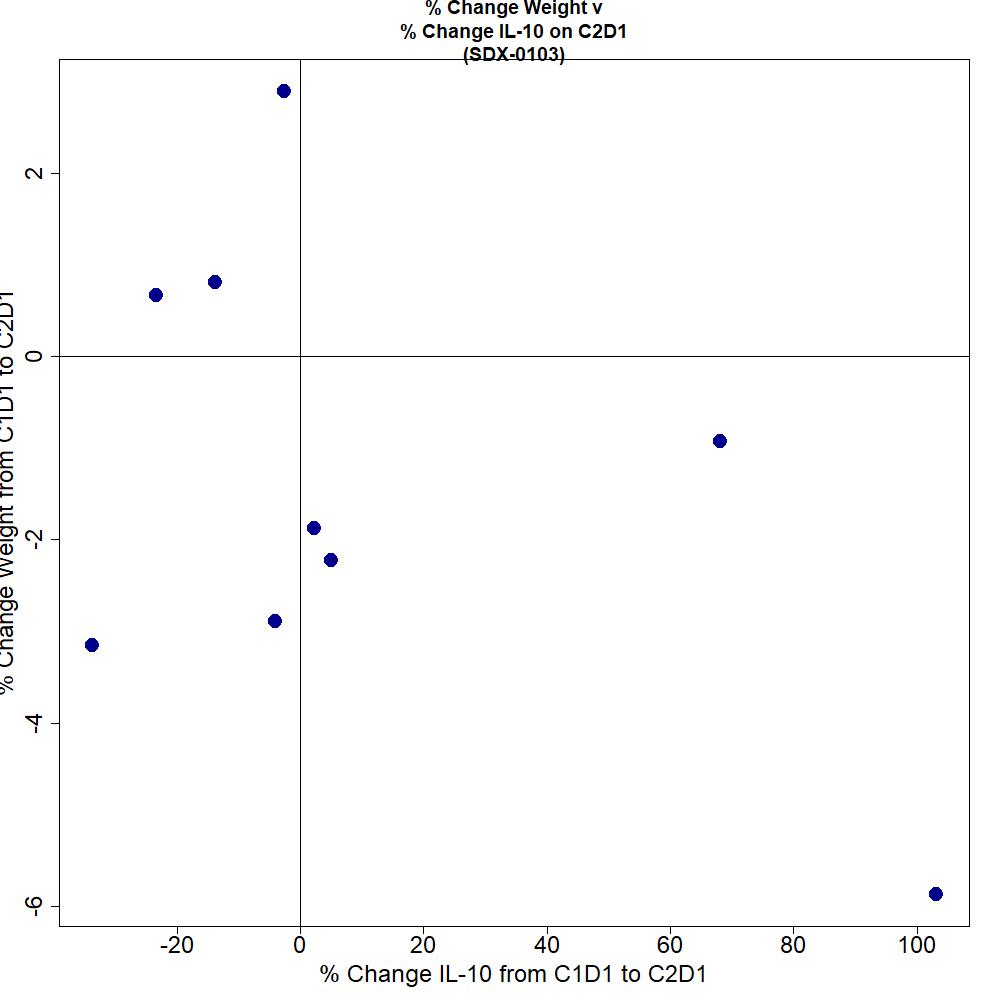 % Change Weight v
% Change IL-10 on C2D1
(SDX-0103)
% Change Weight from C1D1 to C2D1
2
0
-2
-4
-6
-20
0
20
40
60
80
100
% Change IL-10 from C1D1 to C2D1